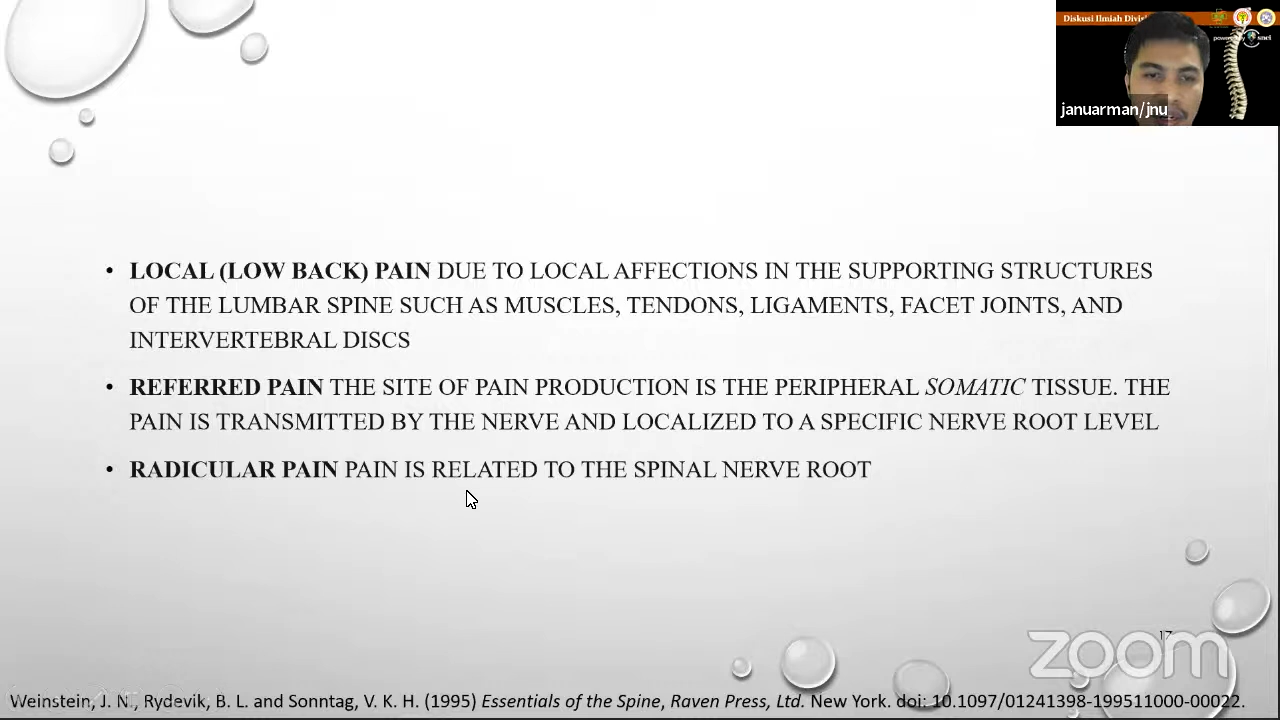 Diskusi Ilmiah Divisi
januarman/jnu
• LOCAL (LOW BACK) PAIN DUE TO LOCAL AFFECTIONS IN THE SUPPORTING STRUCTURES
OF THE LUMBAR SPINE SUCH AS MUSCLES, TENDONS, LIGAMENTS, FACET JOINTS, AND
INTERVERTEBRAL DISCS
• REFERRED PAIN THE SITE OF PAIN PRODUCTION IS THE PERIPHERAL SOMATIC TISSUE. THE
PAIN IS TRANSMITTED BY THE NERVE AND LOCALIZED TO A SPECIFIC NERVE ROOT LEVEL
• RADICULAR PAIN PAIN IS RELATED TO THE SPINAL NERVE ROOT
17
zoom
Weinstein, J. N., Rydevik, B. L. and Sonntag, V. K. H. (1995) Essentials of the Spine, Raven Press, Ltd. New York. doi: 10.1097/01241398-199511000-00022.